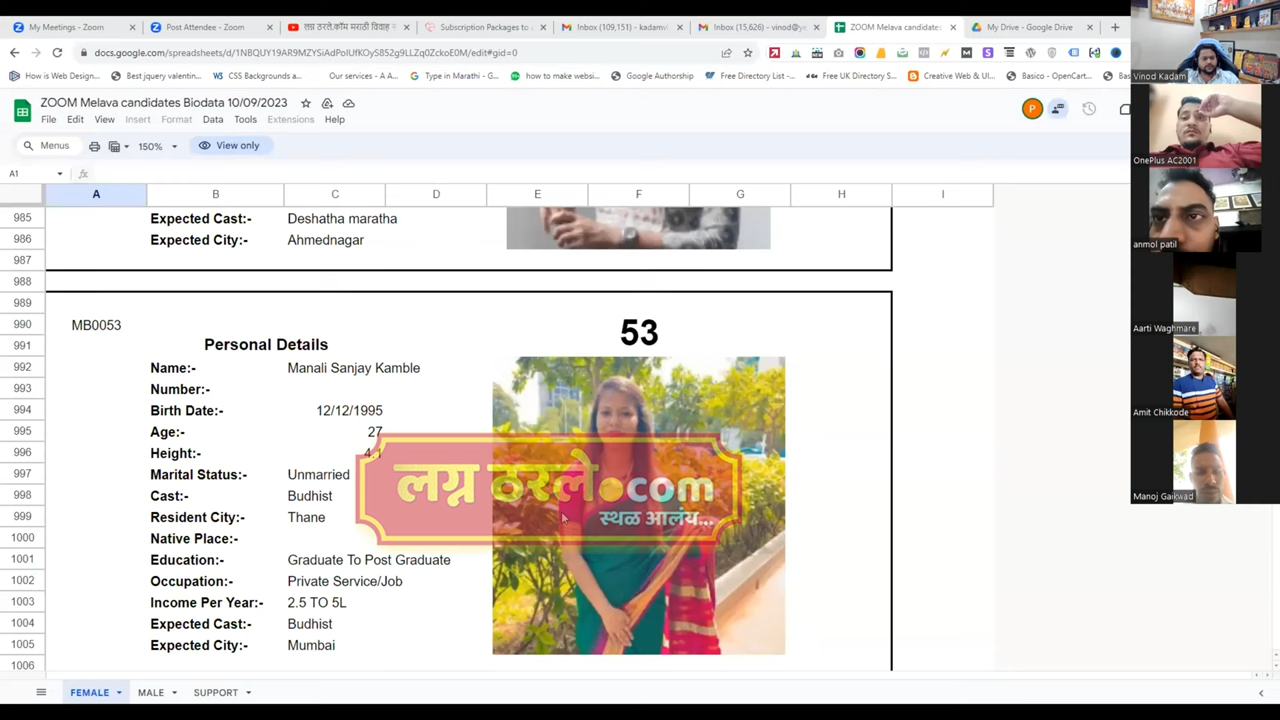 My Meetings - Zoom
Post Attendee - Zoom
लग्न ठरले.कॉम मराठी विवाह
Subscription Packages to
Inbox (109,151) - kadamvi
Inbox (15,626) - vinod@ye
ZOOM Melava candidates
My Drive - Google Drive
docs.google.com/spreadsheets/d/1NBQUY19AR9MZYSiAdPoIUfKOyS852g9LLZq0ZckoE0M/edit#gid=0
How is Web Design...
Best jquery valentin...
CSS Backgrounds a...
Our services - A A...
Type in Marathi - G...
how to make websi...
Google Authorship
Free Directory List -...
Free UK Directory S...
Creative Web & UI...
Basico - OpenCart...
ZOOM Melava candidates Biodata 10/09/2023
File Edit View Insert Format Data Tools Extensions Help
P
Menus 150% View only
A1 fx
A B C D E F G H I
985 Expected Cast:- Deshatha maratha
986 Expected City:- Ahmednagar
987
988
989
990 MB0053 53
991 Personal Details
992 Name:- Manali Sanjay Kamble
993 Number:-
994 Birth Date:- 12/12/1995
995 Age:- 27
996 Height:- 4.1
997 Marital Status:- Unmarried
998 Cast:- Budhist
999 Resident City:- Thane
1000 Native Place:-
1001 Education:- Graduate To Post Graduate
1002 Occupation:- Private Service/Job
1003 Income Per Year:- 2.5 TO 5L
1004 Expected Cast:- Budhist
1005 Expected City:- Mumbai
1006
लग्न ठरले.com
स्थळ आलंय...
FEMALE MALE SUPPORT
Vinod Kadam
OnePlus AC2001
anmol patil
Aarti Waghmare
Amit Chikkode
Manoj Gaikwad